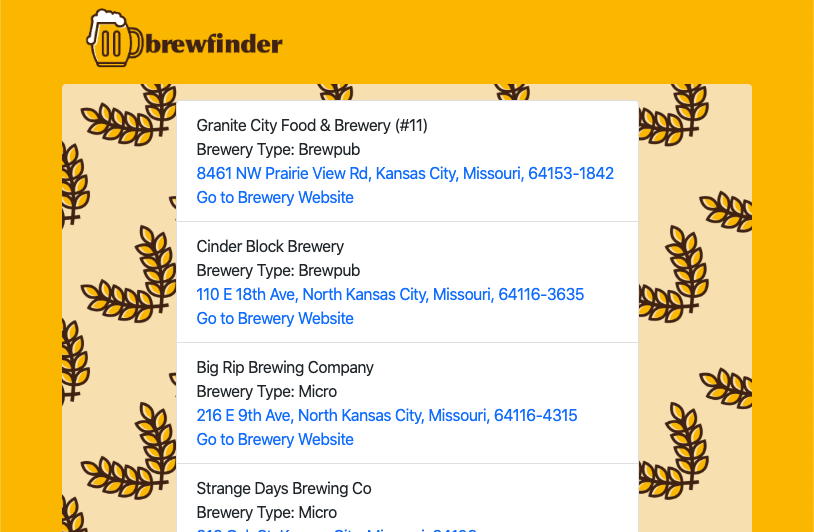 brewfinder
Granite City Food & Brewery (#11)
Brewery Type: Brewpub
8461 NW Prairie View Rd, Kansas City, Missouri, 64153-1842
Go to Brewery Website
Cinder Block Brewery
Brewery Type: Brewpub
110 E 18th Ave, North Kansas City, Missouri, 64116-3635
Go to Brewery Website
Big Rip Brewing Company
Brewery Type: Micro
216 E 9th Ave, North Kansas City, Missouri, 64116-4315
Go to Brewery Website
Strange Days Brewing Co
Brewery Type: Micro
Kansas City, Missouri,